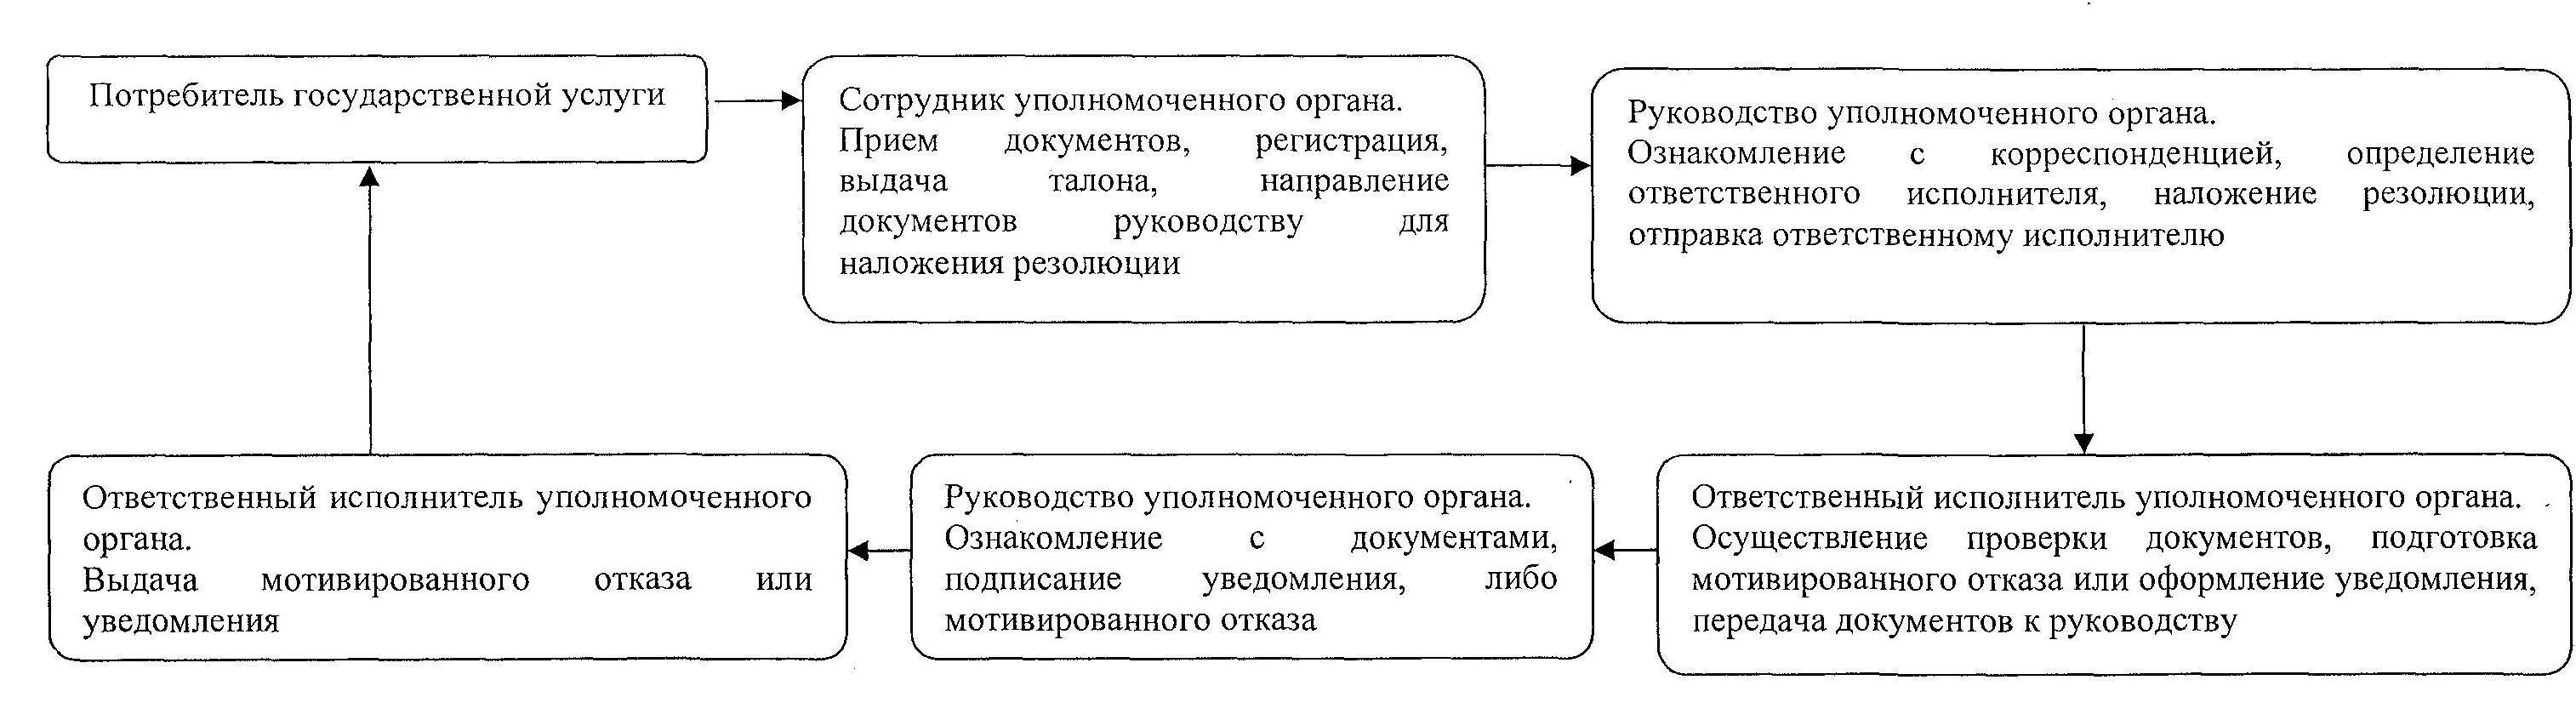 Потребитель государственной услуги
Сотрудник уполномоченного органа.
Прием документов, регистрация,
выдача талона, направление
документов руководству для
наложения резолюции
Руководство уполномоченного органа.
Ознакомление с корреспонденцией, определение
ответственного исполнителя, наложение резолюции,
отправка ответственному исполнителю
Ответственный исполнитель уполномоченного
органа.
Выдача мотивированного отказа или
уведомления
Руководство уполномоченного органа.
Ознакомление с документами,
подписание уведомления, либо
мотивированного отказа
Ответственный исполнитель уполномоченного органа.
Осуществление проверки документов, подготовка
мотивированного отказа или оформление уведомления,
передача документов к руководству